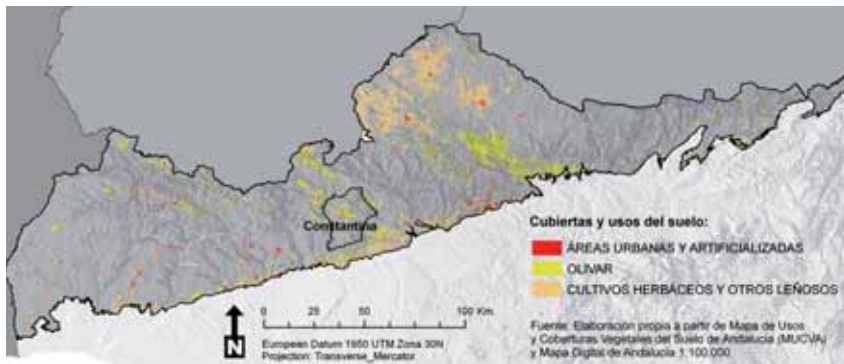 Constantina
Cubiertas y usos del suelo:
ÁREAS URBANAS Y ARTIFICIALIZADAS
OLIVAR
CULTIVOS HERBÁCEOS Y OTROS LEÑOSOS
0 25 50 100 Km.
N
European Datum 1950 UTM Zona 30N
Projection: Transverse_Mercator
Fuente: Elaboración propia a partir de Mapa de Usos
y Coberturas Vegetales del Suelo de Andalucía (MUCVA)
y Mapa Digital de Andalucía 1:100.000